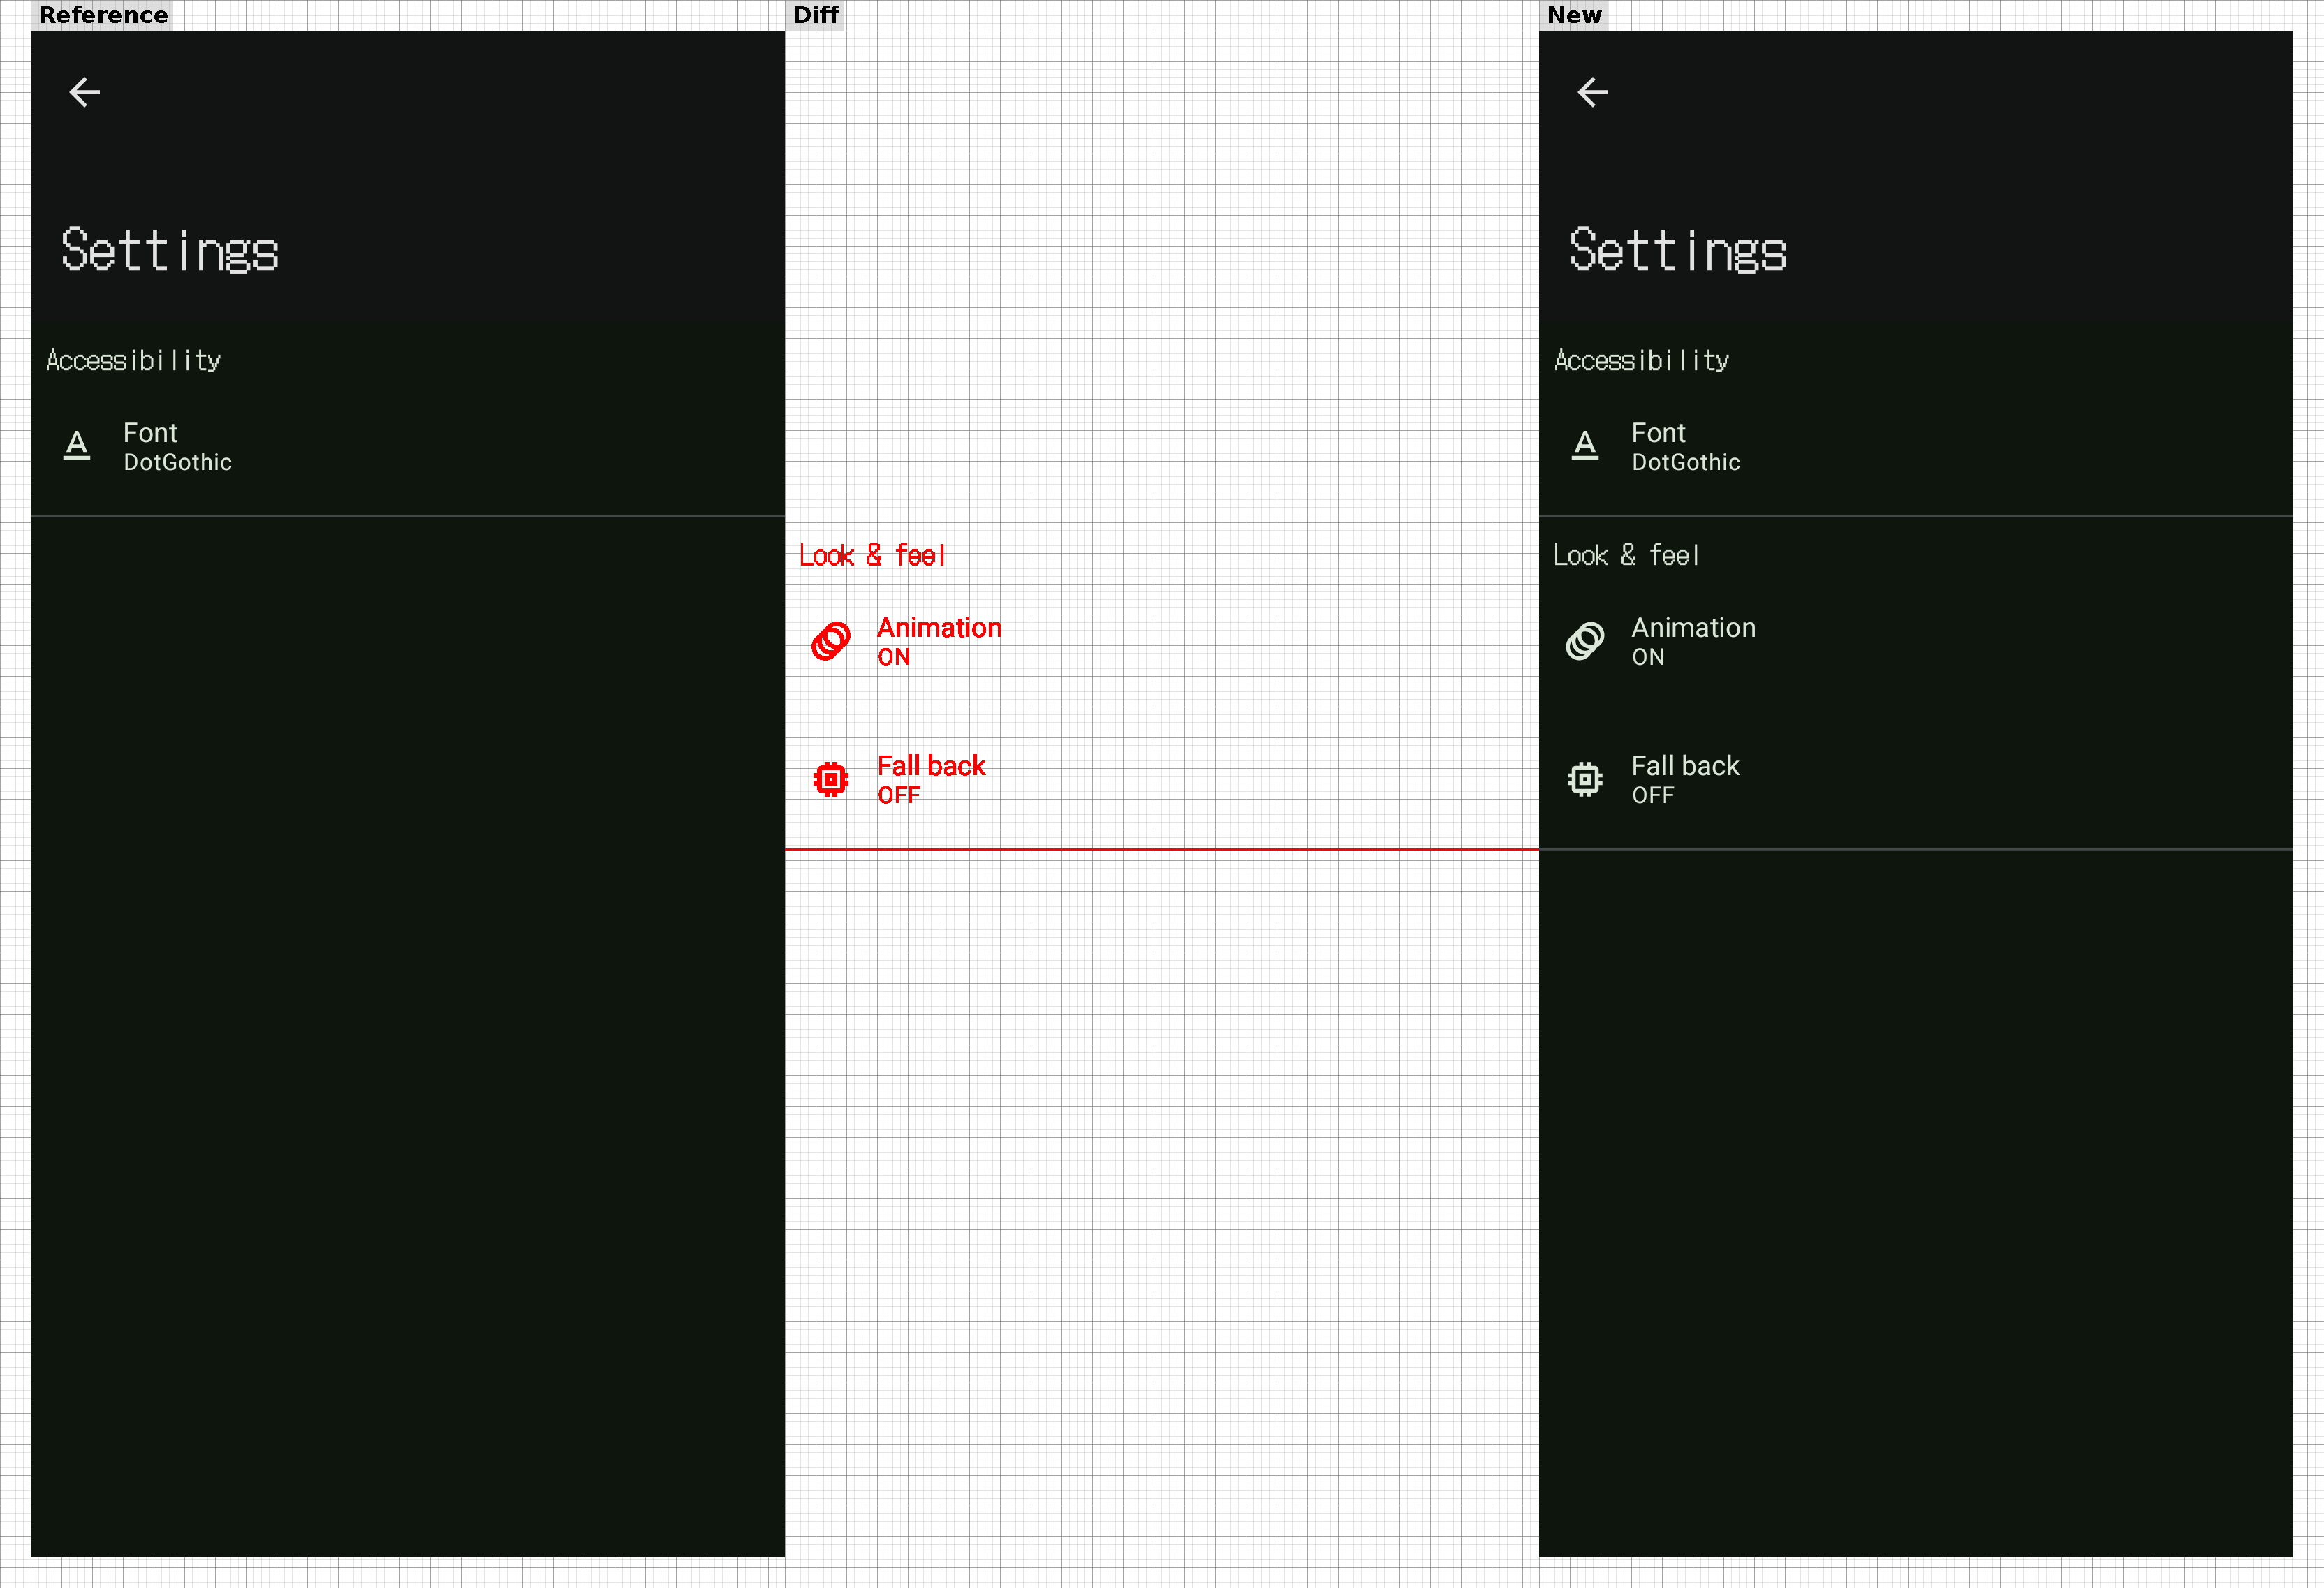 Reference
Settings
Accessibility
A
Font
DotGothic
Diff
Look & feel
Animation
ON
Fall back
OFF
New
Settings
Accessibility
A
Font
DotGothic
Look & feel
Animation
ON
Fall back
OFF